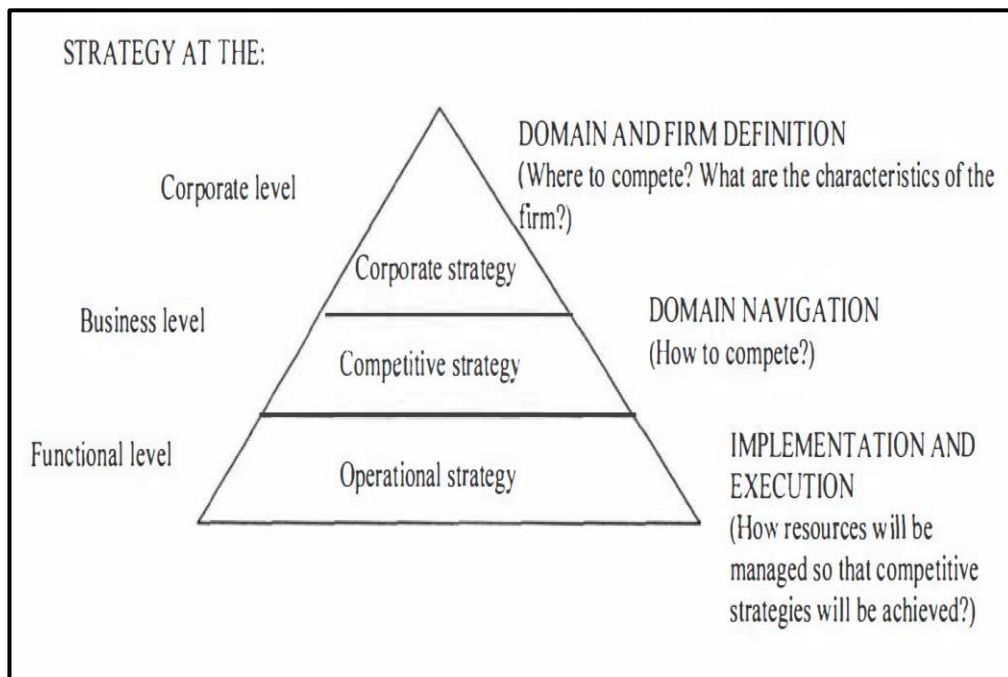 STRATEGY AT THE:
Corporate level
DOMAIN AND FIRM DEFINITION
(Where to compete? What are the characteristics of the
firm?)
Corporate strategy
Business level
DOMAIN NAVIGATION
(How to compete?)
Competitive strategy
Functional level
Operational strategy
IMPLEMENTATION AND
EXECUTION
(How resources will be
managed so that competitive
strategies will be achieved?)